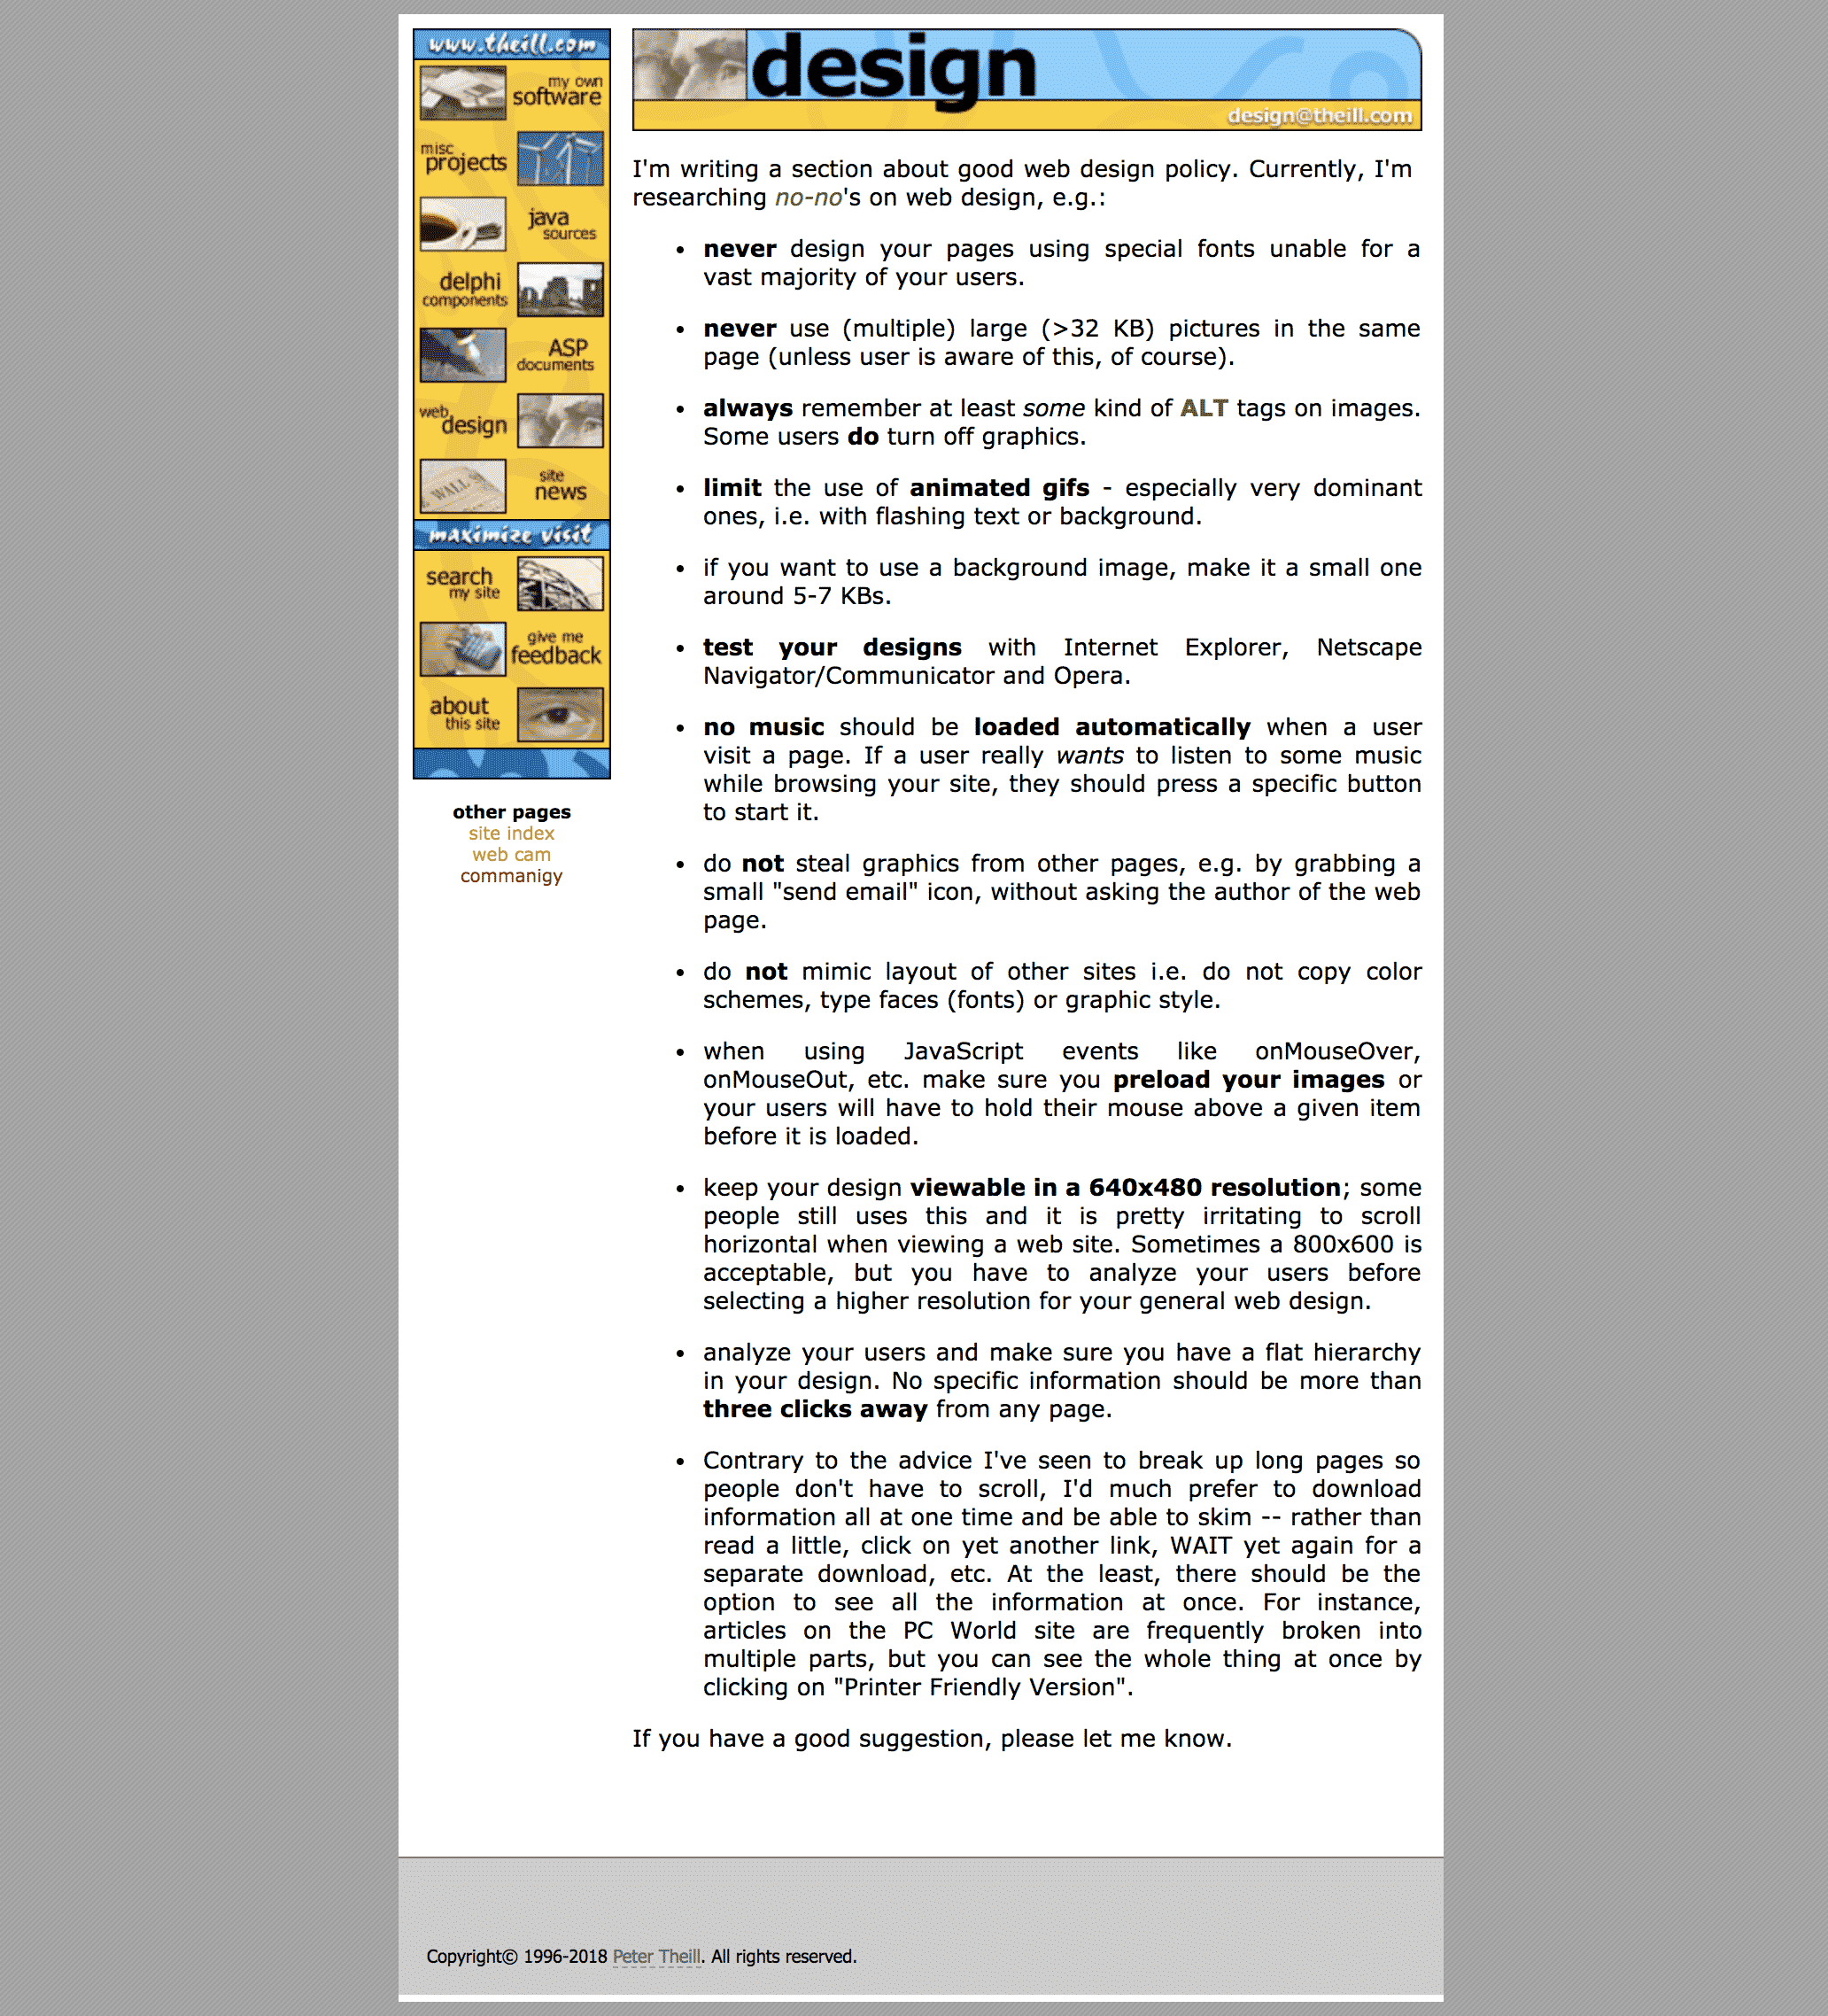 www.theill.com
my own
software
misc
projects
java
sources
delphi
components
ASP
documents
web
design
WALL
site
news
maximize visit
search
my site
give me
feedback
about
this site
other pages
site index
web cam
commanigy
design
design@theill.com
I'm writing a section about good web design policy. Currently, I'm
researching no-no's on web design, e.g.:
• never design your pages using special fonts unable for a
vast majority of your users.
• never use (multiple) large (>32 KB) pictures in the same
page (unless user is aware of this, of course).
• always remember at least some kind of ALT tags on images.
Some users do turn off graphics.
• limit the use of animated gifs - especially very dominant
ones, i.e. with flashing text or background.
• if you want to use a background image, make it a small one
around 5-7 KBs.
• test your designs with Internet Explorer, Netscape
Navigator/Communicator and Opera.
• no music should be loaded automatically when a user
visit a page. If a user really wants to listen to some music
while browsing your site, they should press a specific button
to start it.
• do not steal graphics from other pages, e.g. by grabbing a
small "send email" icon, without asking the author of the web
page.
• do not mimic layout of other sites i.e. do not copy color
schemes, type faces (fonts) or graphic style.
• when using JavaScript events like onMouseOver,
onMouseOut, etc. make sure you preload your images or
your users will have to hold their mouse above a given item
before it is loaded.
• keep your design viewable in a 640x480 resolution; some
people still uses this and it is pretty irritating to scroll
horizontal when viewing a web site. Sometimes a 800x600 is
acceptable, but you have to analyze your users before
selecting a higher resolution for your general web design.
• analyze your users and make sure you have a flat hierarchy
in your design. No specific information should be more than
three clicks away from any page.
• Contrary to the advice I've seen to break up long pages so
people don't have to scroll, I'd much prefer to download
information all at one time and be able to skim -- rather than
read a little, click on yet another link, WAIT yet again for a
separate download, etc. At the least, there should be the
option to see all the information at once. For instance,
articles on the PC World site are frequently broken into
multiple parts, but you can see the whole thing at once by
clicking on "Printer Friendly Version".
If you have a good suggestion, please let me know.
Copyright© 1996-2018 Peter Theill. All rights reserved.